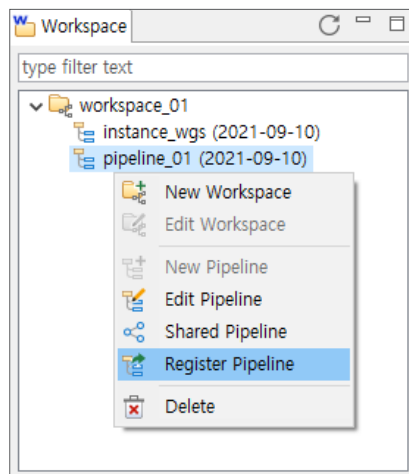 W Workspace
type filter text
workspace_01
instance_wgs (2021-09-10)
pipeline_01 (2021-09-10)
New Workspace
Edit Workspace
New Pipeline
Edit Pipeline
Shared Pipeline
Register Pipeline
Delete